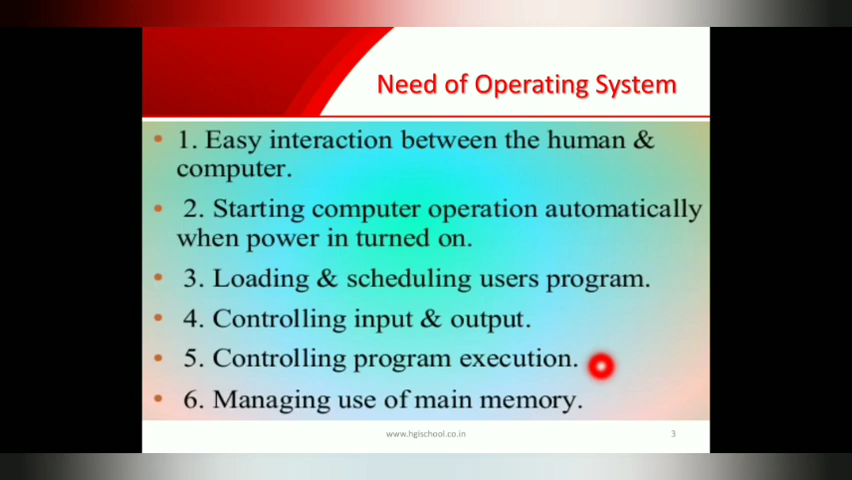 Need of Operating System
• 1. Easy interaction between the human &
computer.
• 2. Starting computer operation automatically
when power in turned on.
• 3. Loading & scheduling users program.
• 4. Controlling input & output.
• 5. Controlling program execution.
• 6. Managing use of main memory.
www.hgischool.co.in
3